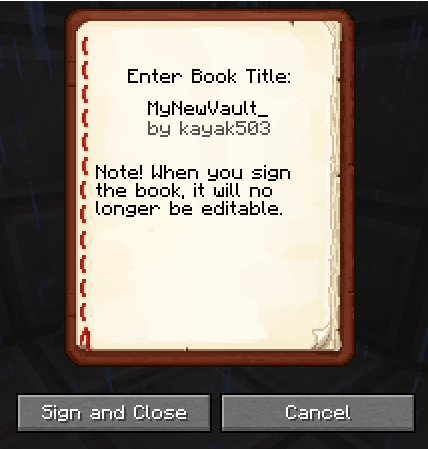 Enter Book Title:
MyNewVault_
by kayak503
Note! When you sign
the book, it will no
longer be editable.
Sign and Close
Cancel